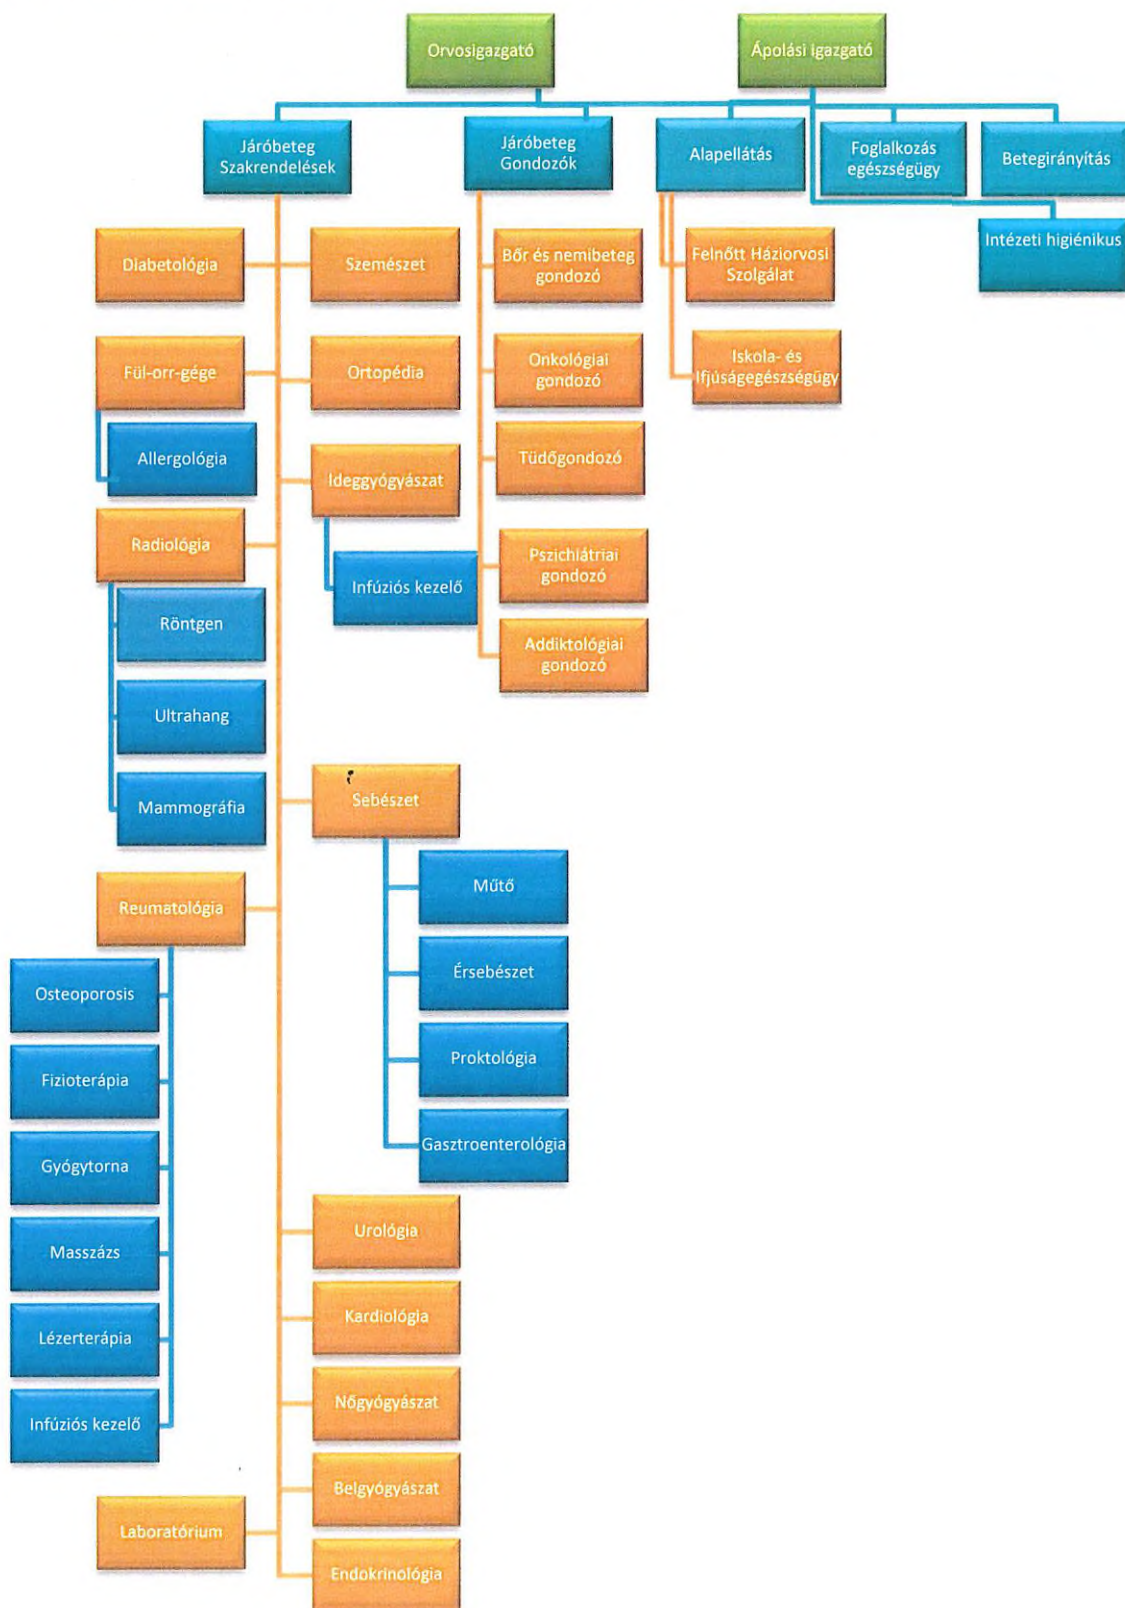 Orvosigazgató
Ápolási igazgató
Járóbeteg
Szakrendelések
Járóbeteg
Gondozók
Alapellátás
Foglalkozás
egészségügy
Betegirányítás
Intézeti higiénikus
Diabetológia
Szemészet
Bőr és nemibeteg
gondozó
Felnőtt Háziorvosi
Szolgálat
Fül-orr-gége
Ortopédia
Onkológiai
gondozó
Iskola- és
Ifjúságegészségügy
Allergológia
Ideggyógyászat
Tüdőgondozó
Radiológia
Infúziós kezelő
Pszichiátriai
gondozó
Röntgen
Addiktológiai
gondozó
Ultrahang
Mammográfia
Sebészet
Műtő
Reumatológia
Érsebészet
Osteoporosis
Proktológia
Fizioterápia
Gasztroenterológia
Gyógytorna
Urológia
Masszázs
Kardiológia
Lézerterápia
Nőgyógyászat
Infúziós kezelő
Belgyógyászat
Laboratórium
Endokrinológia